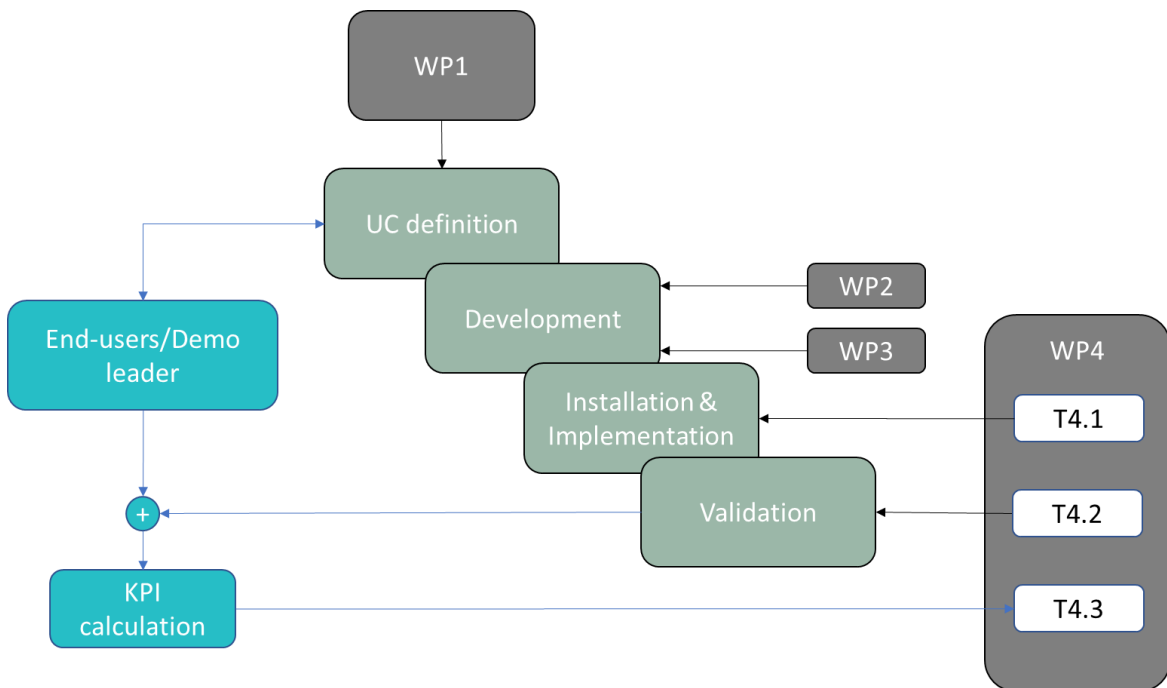 WP1
UC definition
Development
WP2
WP3
End-users/Demo
leader
WP4
Installation &
Implementation
T4.1
Validation
T4.2
+
KPI
calculation
T4.3